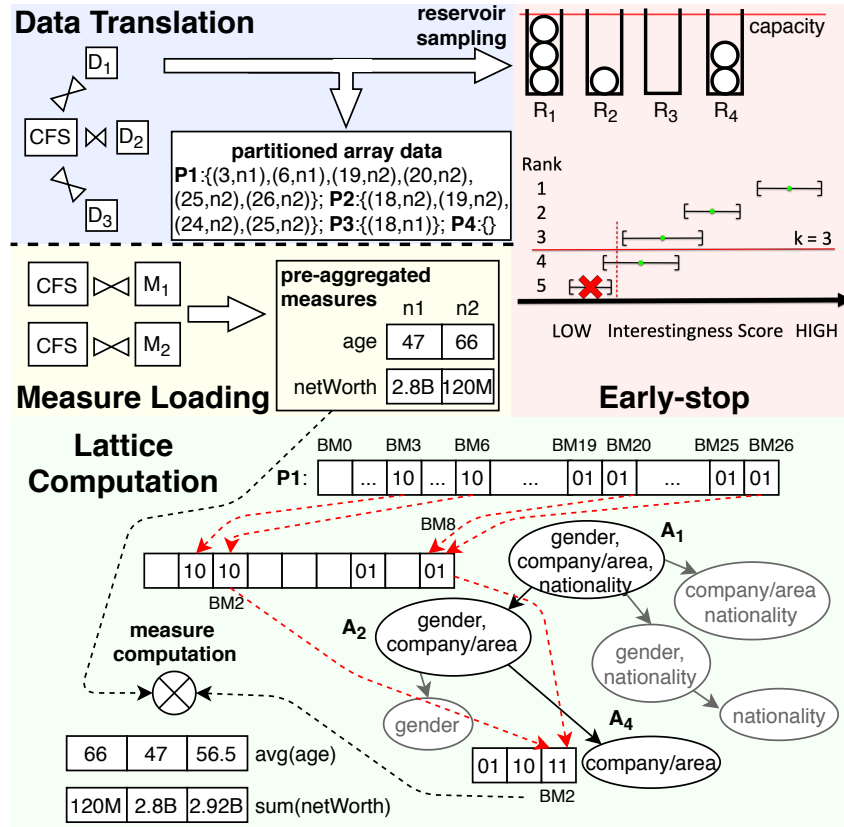 Data Translation
reservoir
sampling
capacity
D1
CFS
D2
D3
R1 R2 R3 R4
partitioned array data
P1:{(3,n1),(6,n1),(19,n2),(20,n2),
(25,n2),(26,n2)}; P2:{(18,n2),(19,n2),
(24,n2),(25,n2)}; P3:{(18,n1)}; P4:{}
Rank
1
2
3
k = 3
4
5
LOW Interestingness Score HIGH
Early-stop
CFS M1
CFS M2
Measure Loading
pre-aggregated
measures
n1 n2
age 47 66
netWorth 2.8B 120M
Lattice
Computation
BM0 BM3 BM6 BM19 BM20 BM25 BM26
P1: ... 10 ... 10 ... 01 01 ... 01 01
BM8
10 10 01 01
BM2
A1
gender,
company/area,
nationality
company/area
nationality
A2
gender,
company/area
gender,
nationality
gender
nationality
A4
company/area
measure
computation
01 10 11
BM2
66 47 56.5 avg(age)
120M 2.8B 2.92B sum(netWorth)